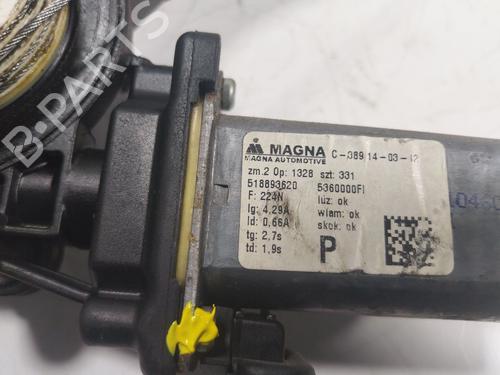 B-PARTS
MAGNA C-389 14-03-12
MAGNA AUTOMOTIVE
zm.2 Op: 1328 szt: 331
518893620 5360000FI
F: 224N luz: ok
Ig: 4,29A wlam: ok
Id: 0,66A skok: ok
tg: 2,7s
td: 1,9s
P